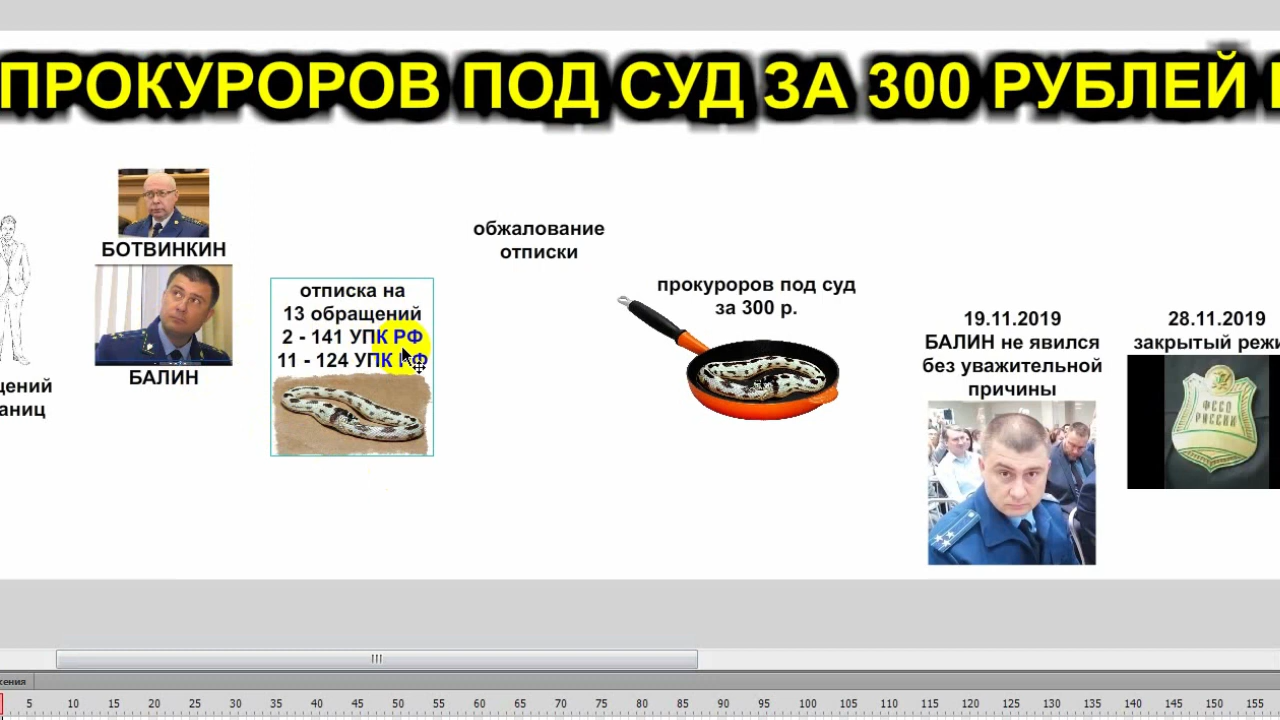 ПРОКУРОРОВ ПОД СУД ЗА 300 РУБЛЕЙ
БОТВИНКИН
БАЛИН
щений
аниц
отписка на
13 обращений
2 - 141 УПК РФ
11 - 124 УПК РФ
обжалование
отписки
прокуроров под суд
за 300 р.
19.11.2019
БАЛИН не явился
без уважительной
причины
28.11.2019
закрытый режи
ФССП
РОССИИ
жения
5 10 15 20 25 30 35 40 45 50 55 60 65 70 75 80 85 90 95 100 105 110 115 120 125 130 135 140 145 150 155